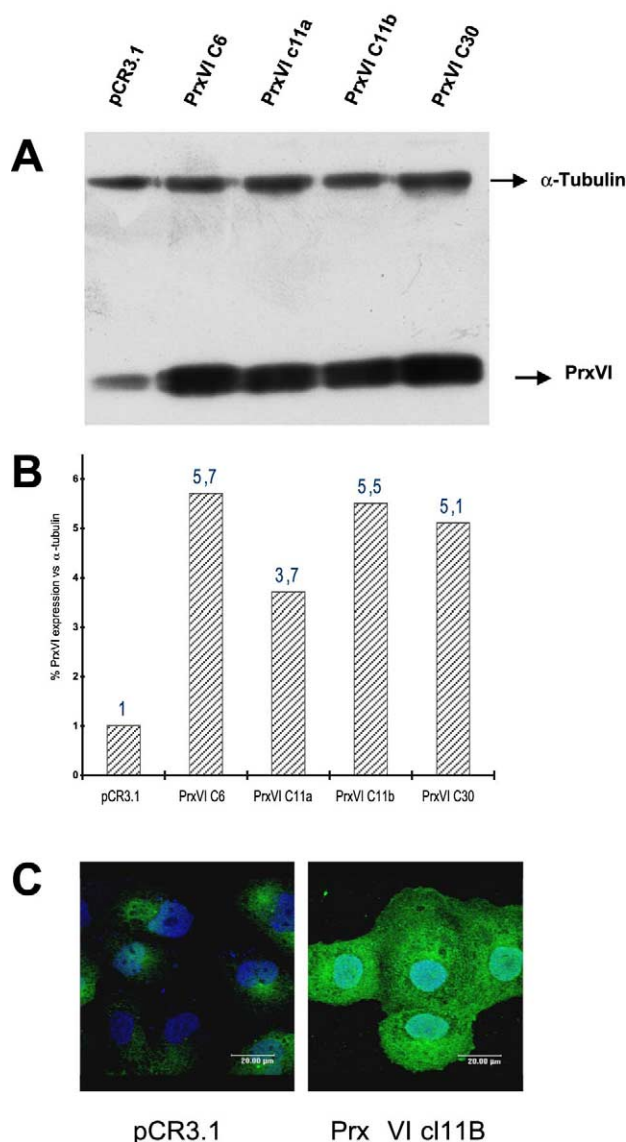 pCR3.1
PrxVI C6
PrxVI c11a
PrxVI C11b
PrxVI C30
A
α-Tubulin
PrxVI
B
% PrxVI expression vs α-tubulin
6
5
4
3
2
1
0
1
5,7
3,7
5,5
5,1
pCR3.1
PrxVI C6
PrxVI C11a
PrxVI C11b
PrxVI C30
C
20.00 µm
20.00 µm
pCR3.1
Prx VI cl11B